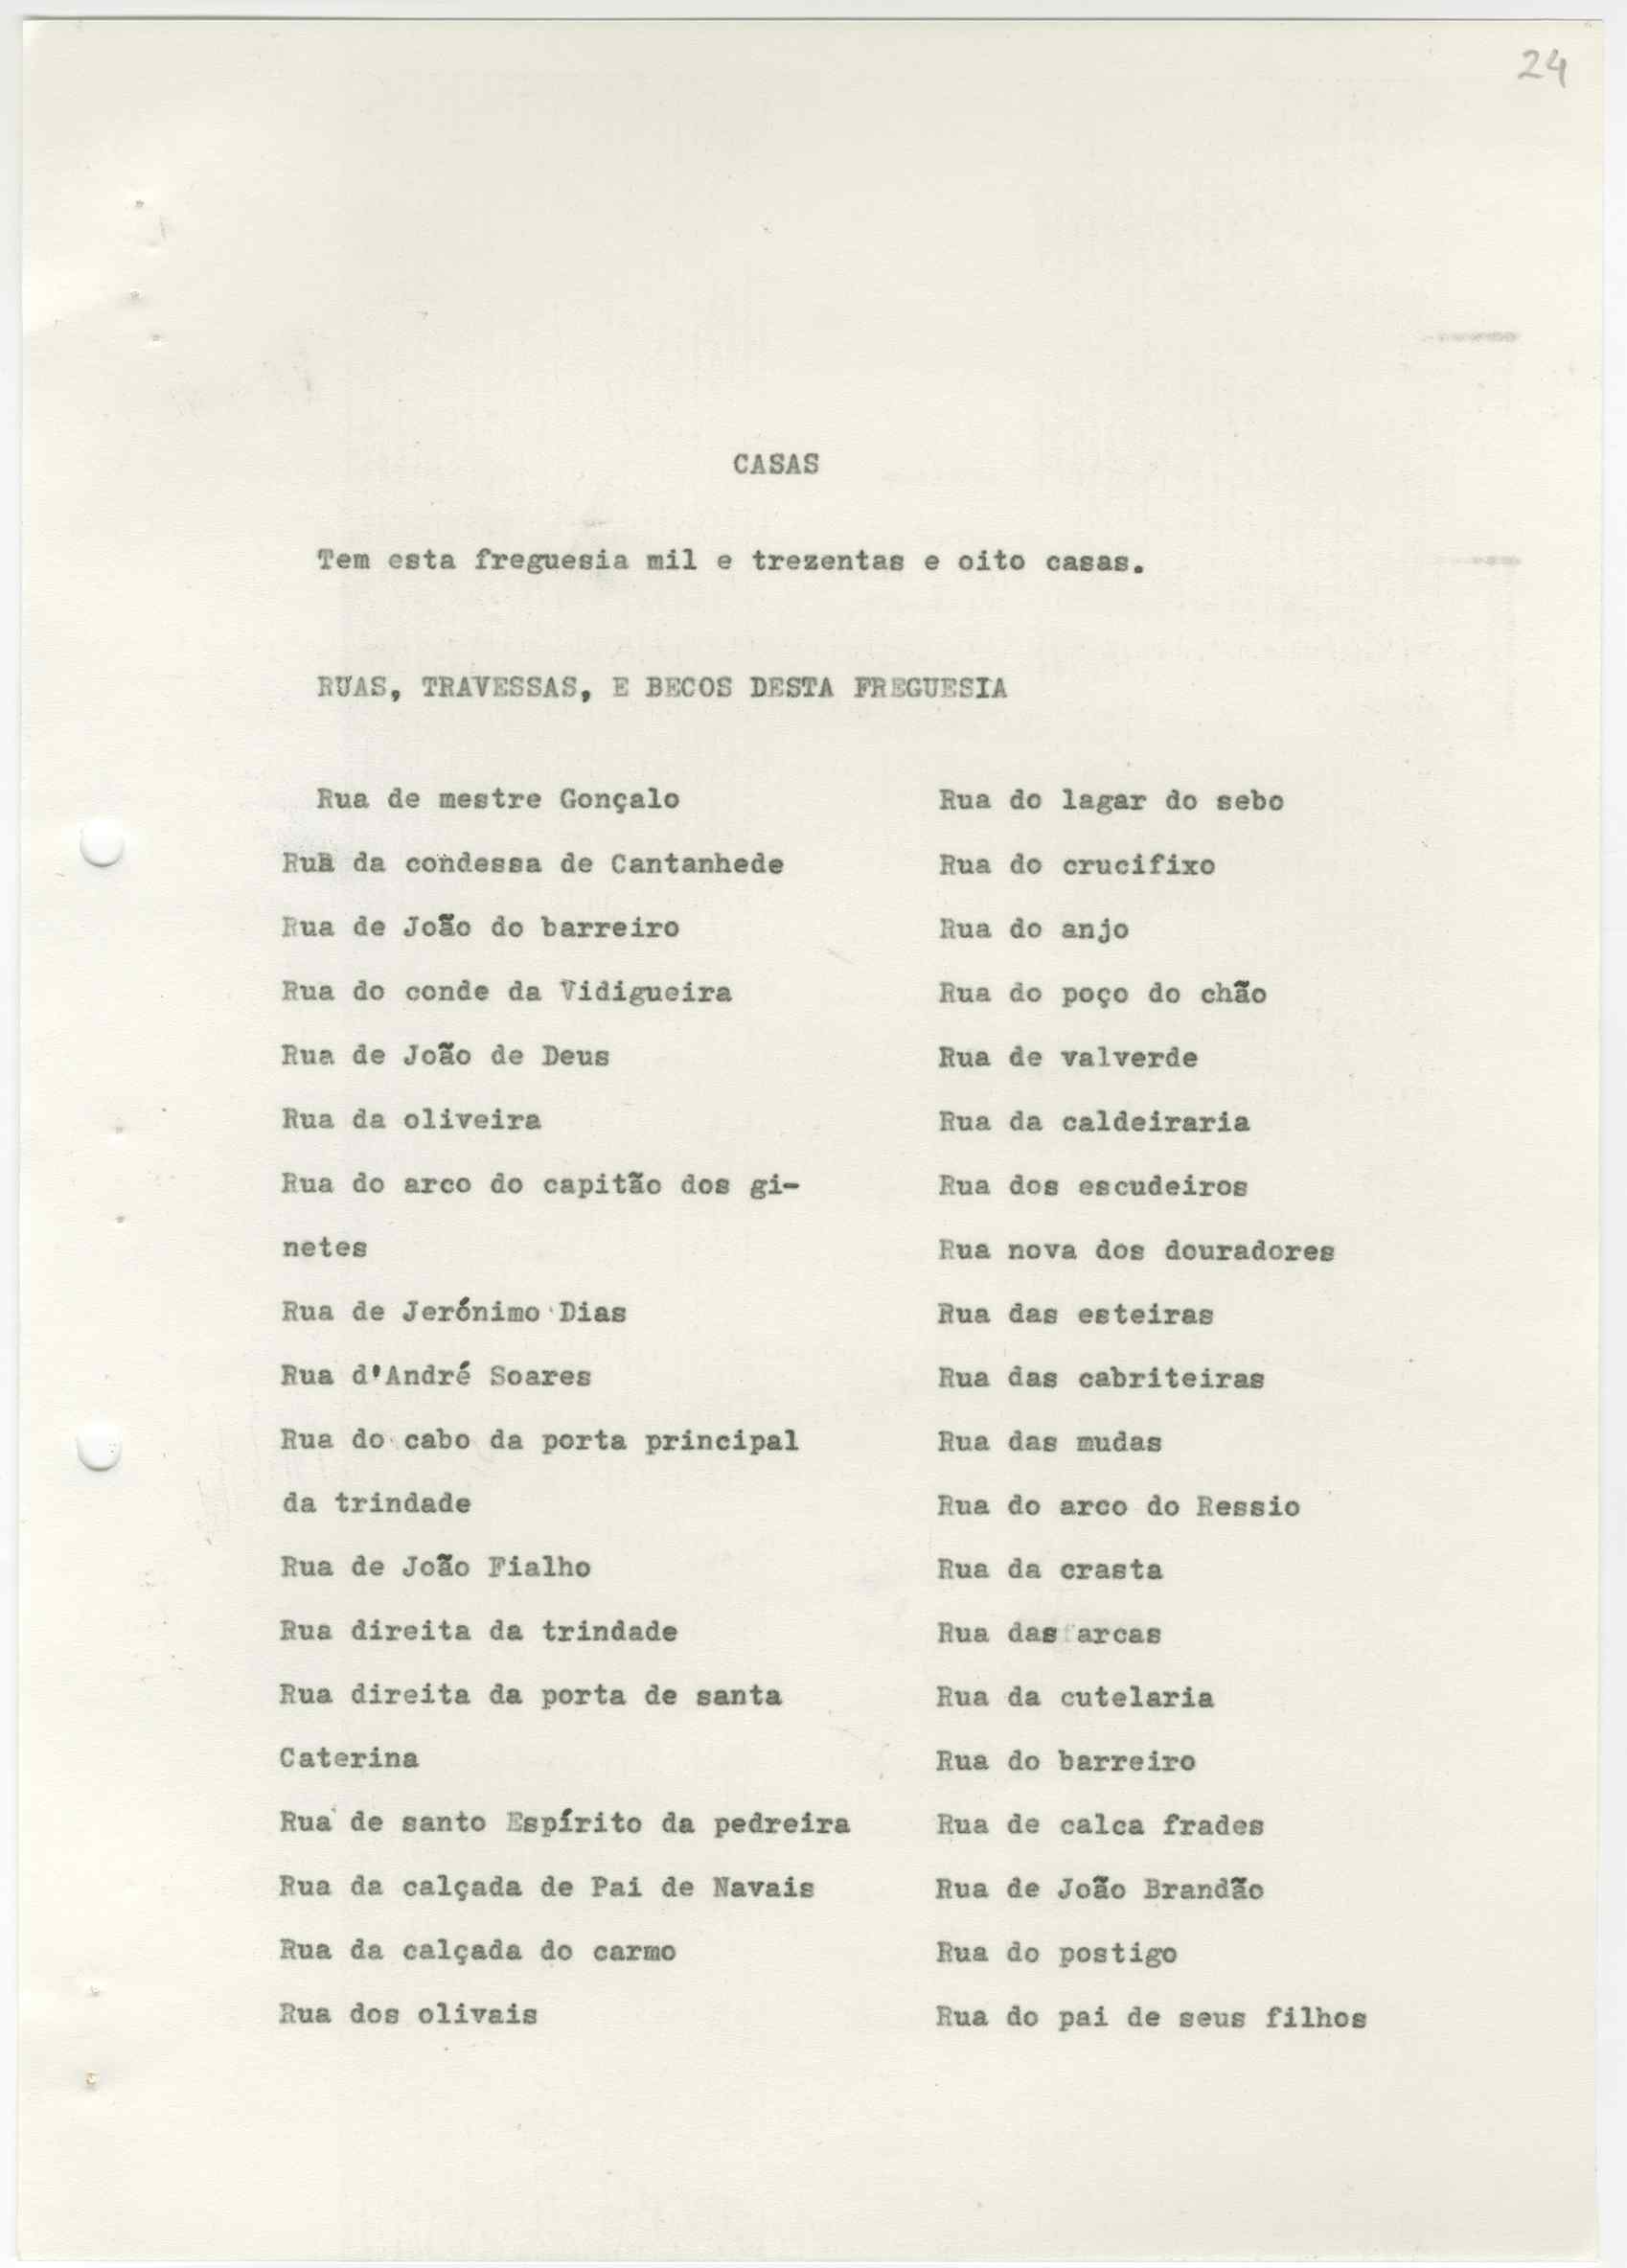 24
CASAS
Tem esta freguesia mil e trezentas e oito casas.
RUAS, TRAVESSAS, E BECOS DESTA FREGUESIA
Rua de mestre Gonçalo
Rua da condessa de Cantanhede
Rua de João do barreiro
Rua do conde da Vidigueira
Rua de João de Deus
Rua da oliveira
Rua do arco do capitão dos gi-
netes
Rua de Jerónimo Dias
Rua d'André Soares
Rua do cabo da porta principal
da trindade
Rua de João Fialho
Rua direita da trindade
Rua direita da porta de santa
Caterina
Rua de santo Espírito da pedreira
Rua da calçada de Pai de Navais
Rua da calçada do carmo
Rua dos olivais
Rua do lagar do sebo
Rua do crucifixo
Rua do anjo
Rua do poço do chão
Rua de valverde
Rua da caldeiraria
Rua dos escudeiros
Rua nova dos douradores
Rua das esteiras
Rua das cabriteiras
Rua das mudas
Rua do arco do Ressio
Rua da crasta
Rua das arcas
Rua da cutelaria
Rua do barreiro
Rua de calca frades
Rua de João Brandão
Rua do postigo
Rua do pai de seus filhos